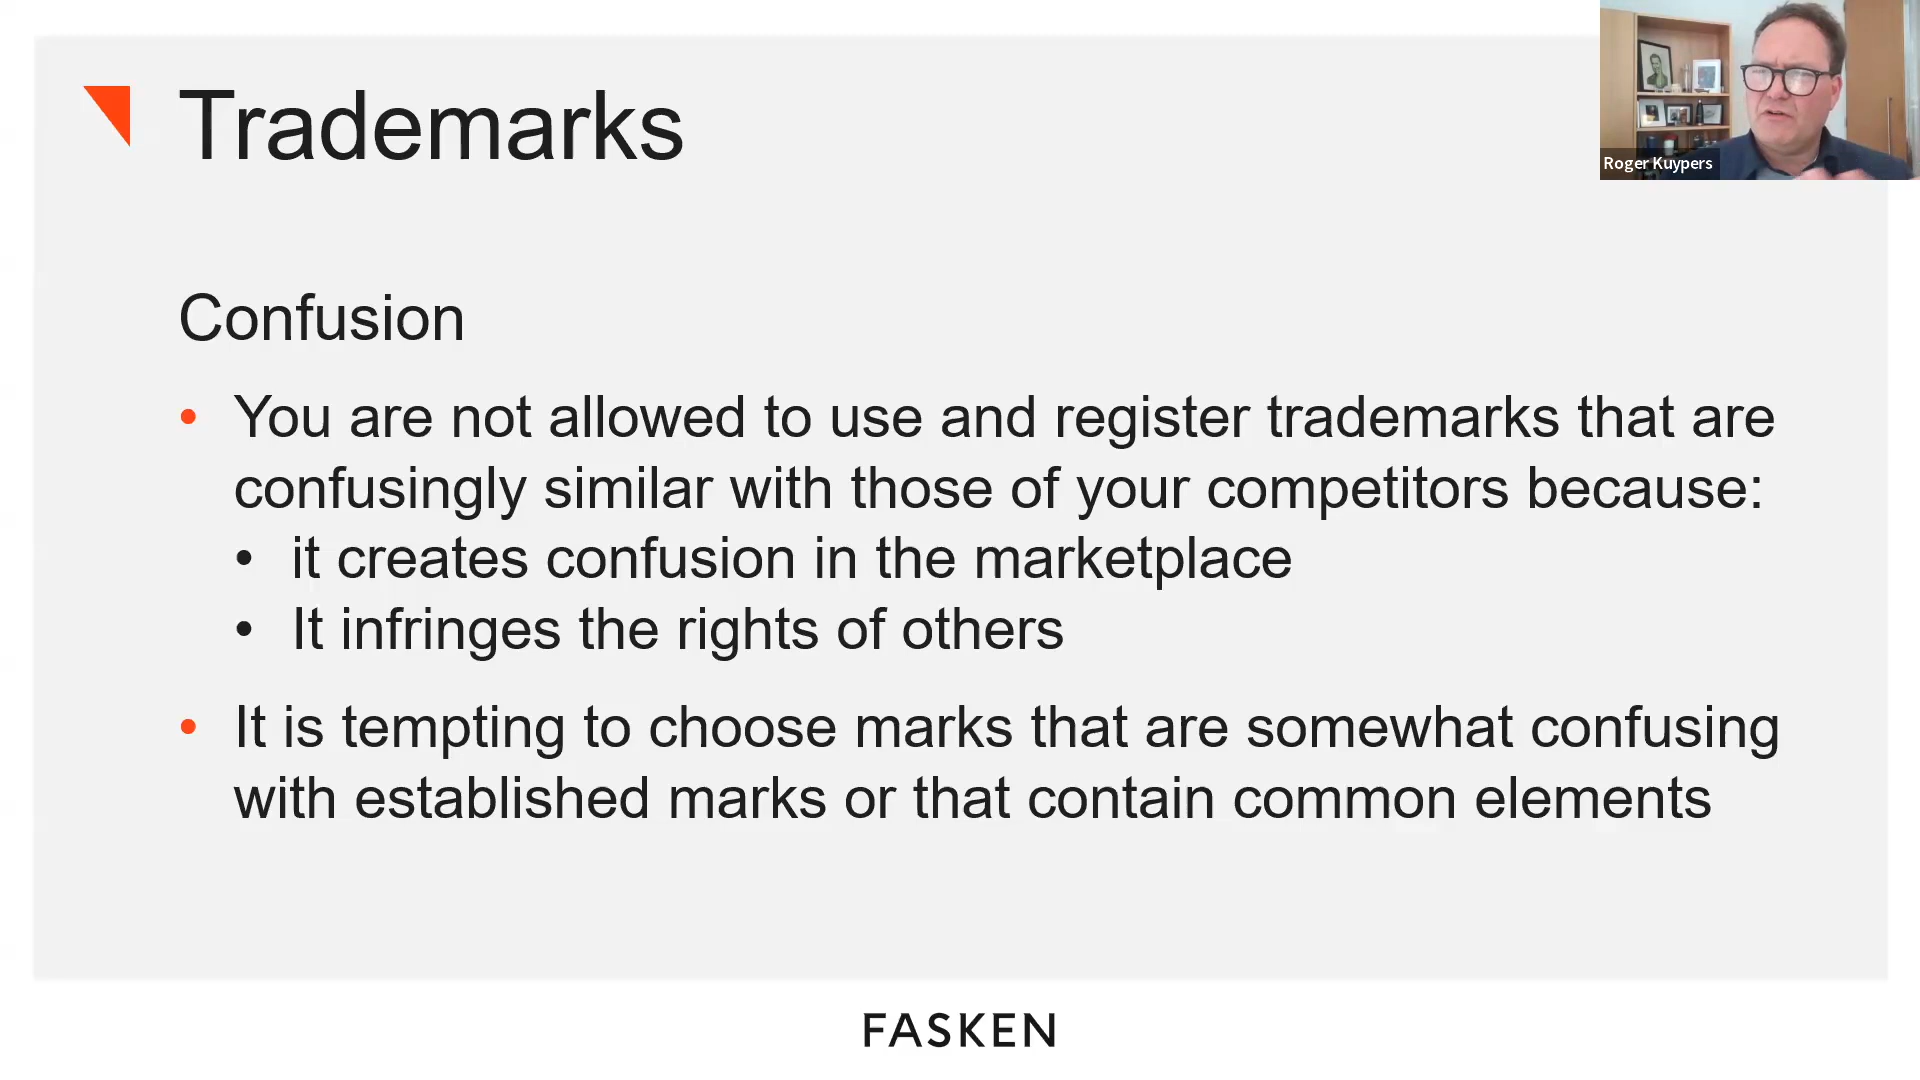 Trademarks
Roger Kuypers
Confusion
• You are not allowed to use and register trademarks that are
confusingly similar with those of your competitors because:
• it creates confusion in the marketplace
• It infringes the rights of others
• It is tempting to choose marks that are somewhat confusing
with established marks or that contain common elements
FASKEN